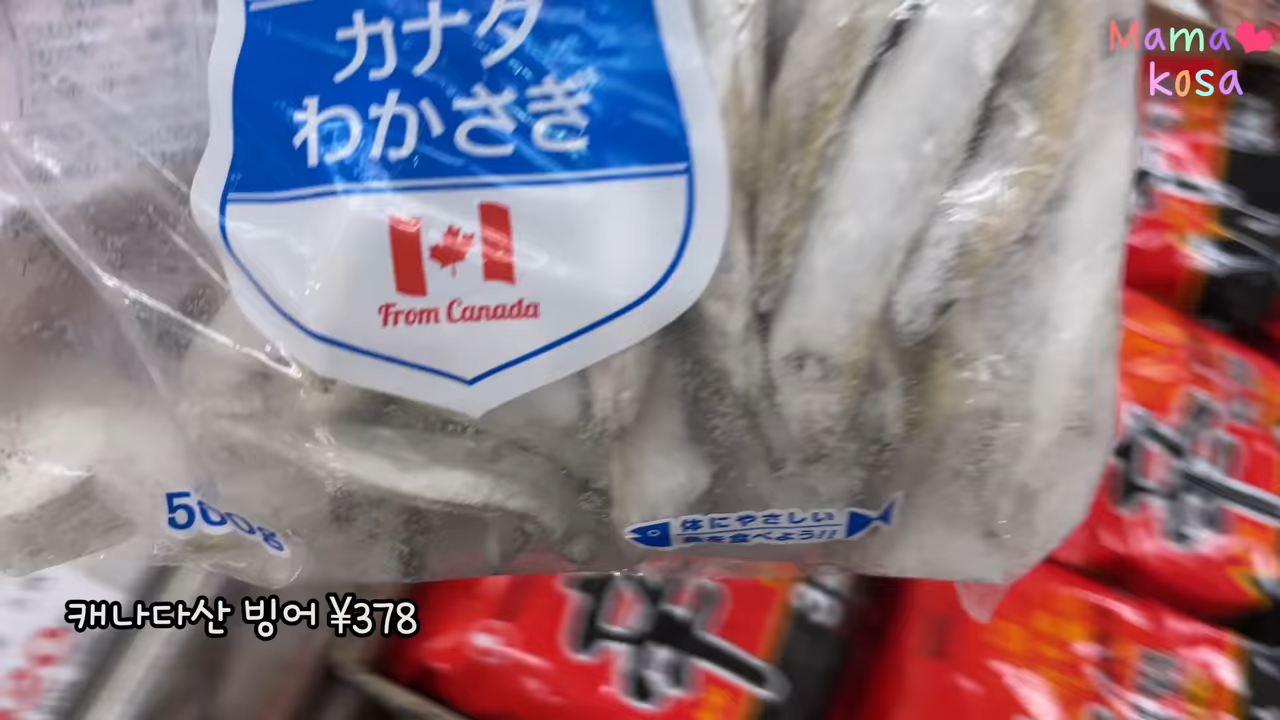 Mama
kosa
カナダ
わかさぎ
From Canada
500g
体にやさしい
魚を食べよう!!
캐나다산 빙어 ¥378